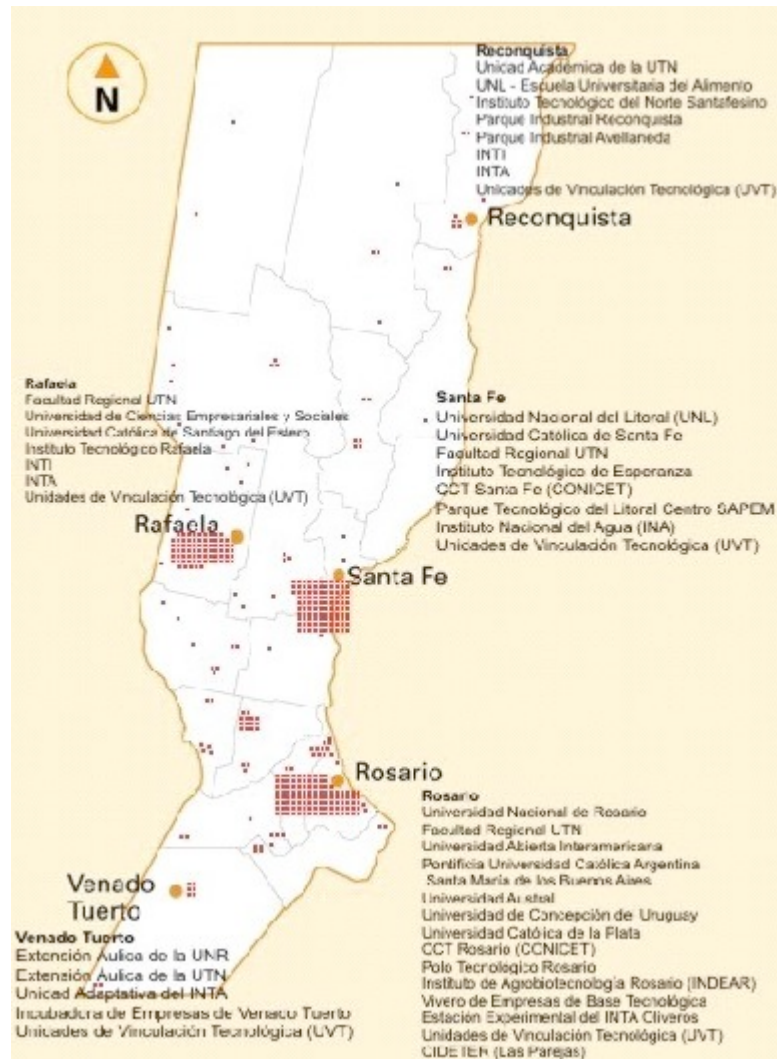 N
Reconquista
Unidad Académica de la UTN
UNL - Escuela Universitaria del Alimento
Instituto Tecnológico del Norte Santafesino
Parque Industrial Reconquista
Parque Industrial Avellaneda
INTI
INTA
Unidades de Vinculación Tecnológica (UVT)
Reconquista
Rafaela
Facultad Regional UTN
Universidad de Ciencias Empresariales y Sociales
Universidad Católica de Santiago del Estero
Instituto Tecnológico Rafaela
INTI
INTA
Unidades de Vinculación Tecnológica (UVT)
Rafaela
Santa Fe
Universidad Nacional del Litoral (UNL)
Universidad Católica de Santa Fe
Facultad Regional UTN
Instituto Tecnológico de Esperanza
CCT Santa Fe (CONICET)
Parque Tecnológico del Litoral Centro SAPEM
Instituto Nacional del Agua (INA)
Unidades de Vinculación Tecnológica (UVT)
Santa Fe
Rosario
Rosario
Universidad Nacional de Rosario
Facultad Regional UTN
Universidad Abierta Interamericana
Pontificia Universidad Católica Argentina
Santa María de los Buenos Aires
Universidad Austral
Universidad de Concepción de Uruguay
Universidad Católica de la Plata
CCT Rosario (CONICET)
Polo Tecnológico Rosario
Instituto de Agrobiotecnología Rosario (INDEAR)
Vivero de Empresas de Base Tecnológica
Estación Experimental del INTA Oliveros
Unidades de Vinculación Tecnológica (UVT)
CIDETER (Las Parejas)
Venado
Tuerto
Venado Tuerto
Extensión Áulica de la UNR
Extensión Áulica de la UTN
Unidad Adaptativa del INTA
Incubadora de Empresas de Venado Tuerto
Unidades de Vinculación Tecnológica (UVT)